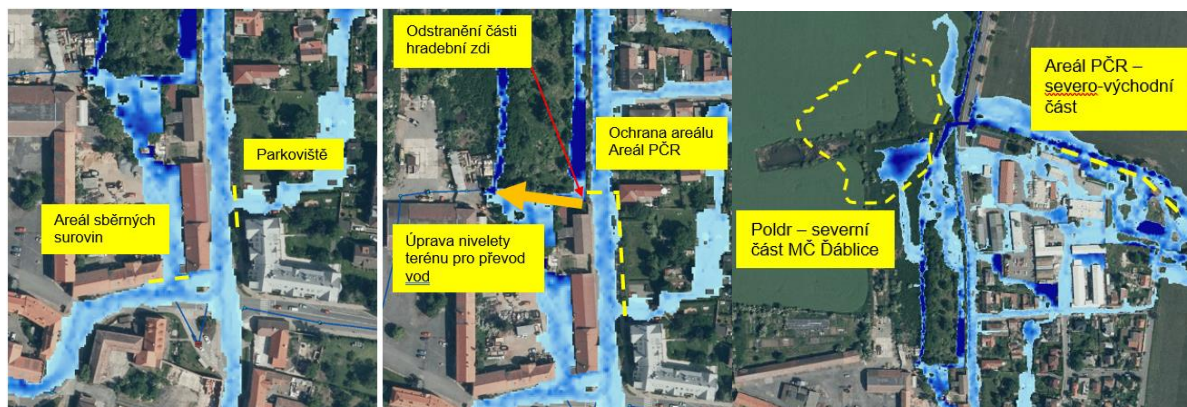 Parkoviště
Areál sběrných
surovin
Odstranění části
hradební zdi
Ochrana areálu
Areál PČR
Úprava nivelety
terénu pro převod
vod
Areál PČR –
severo-východní
část
Poldr – severní
část MČ Ďáblice